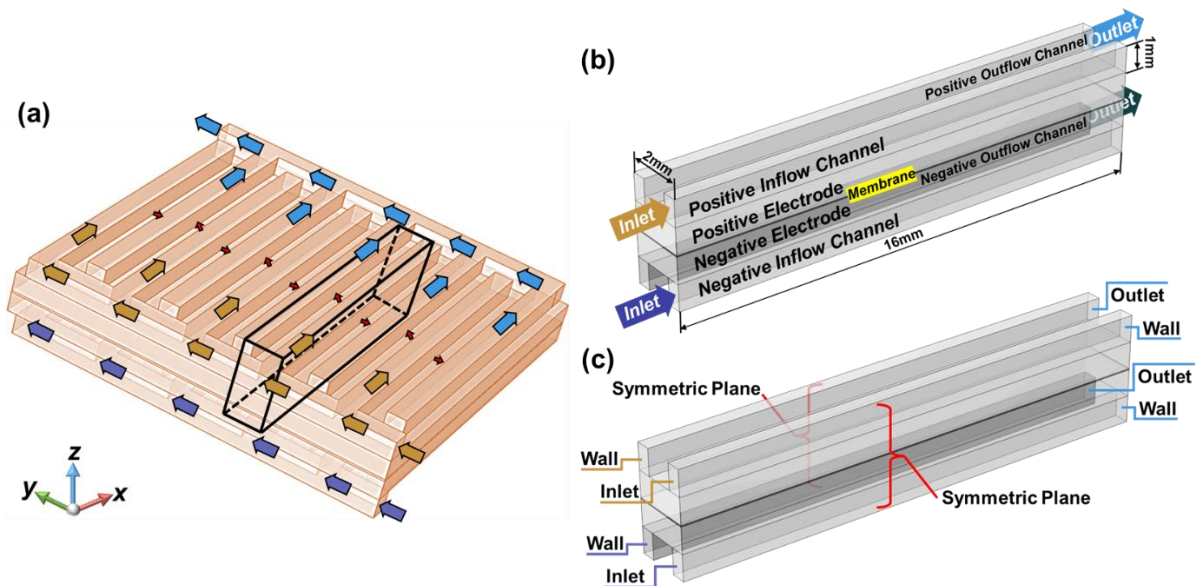 (a)
z
y
x
(b)
Outlet
Positive Outflow Channel
1mm
Outlet
Negative Outflow Channel
2mm
Positive Inflow Channel
Inlet
Positive Electrode
Membrane
Negative Electrode
16mm
Negative Inflow Channel
Inlet
(c)
Outlet
Wall
Symmetric Plane
Outlet
Wall
Wall
Inlet
Symmetric Plane
Wall
Inlet